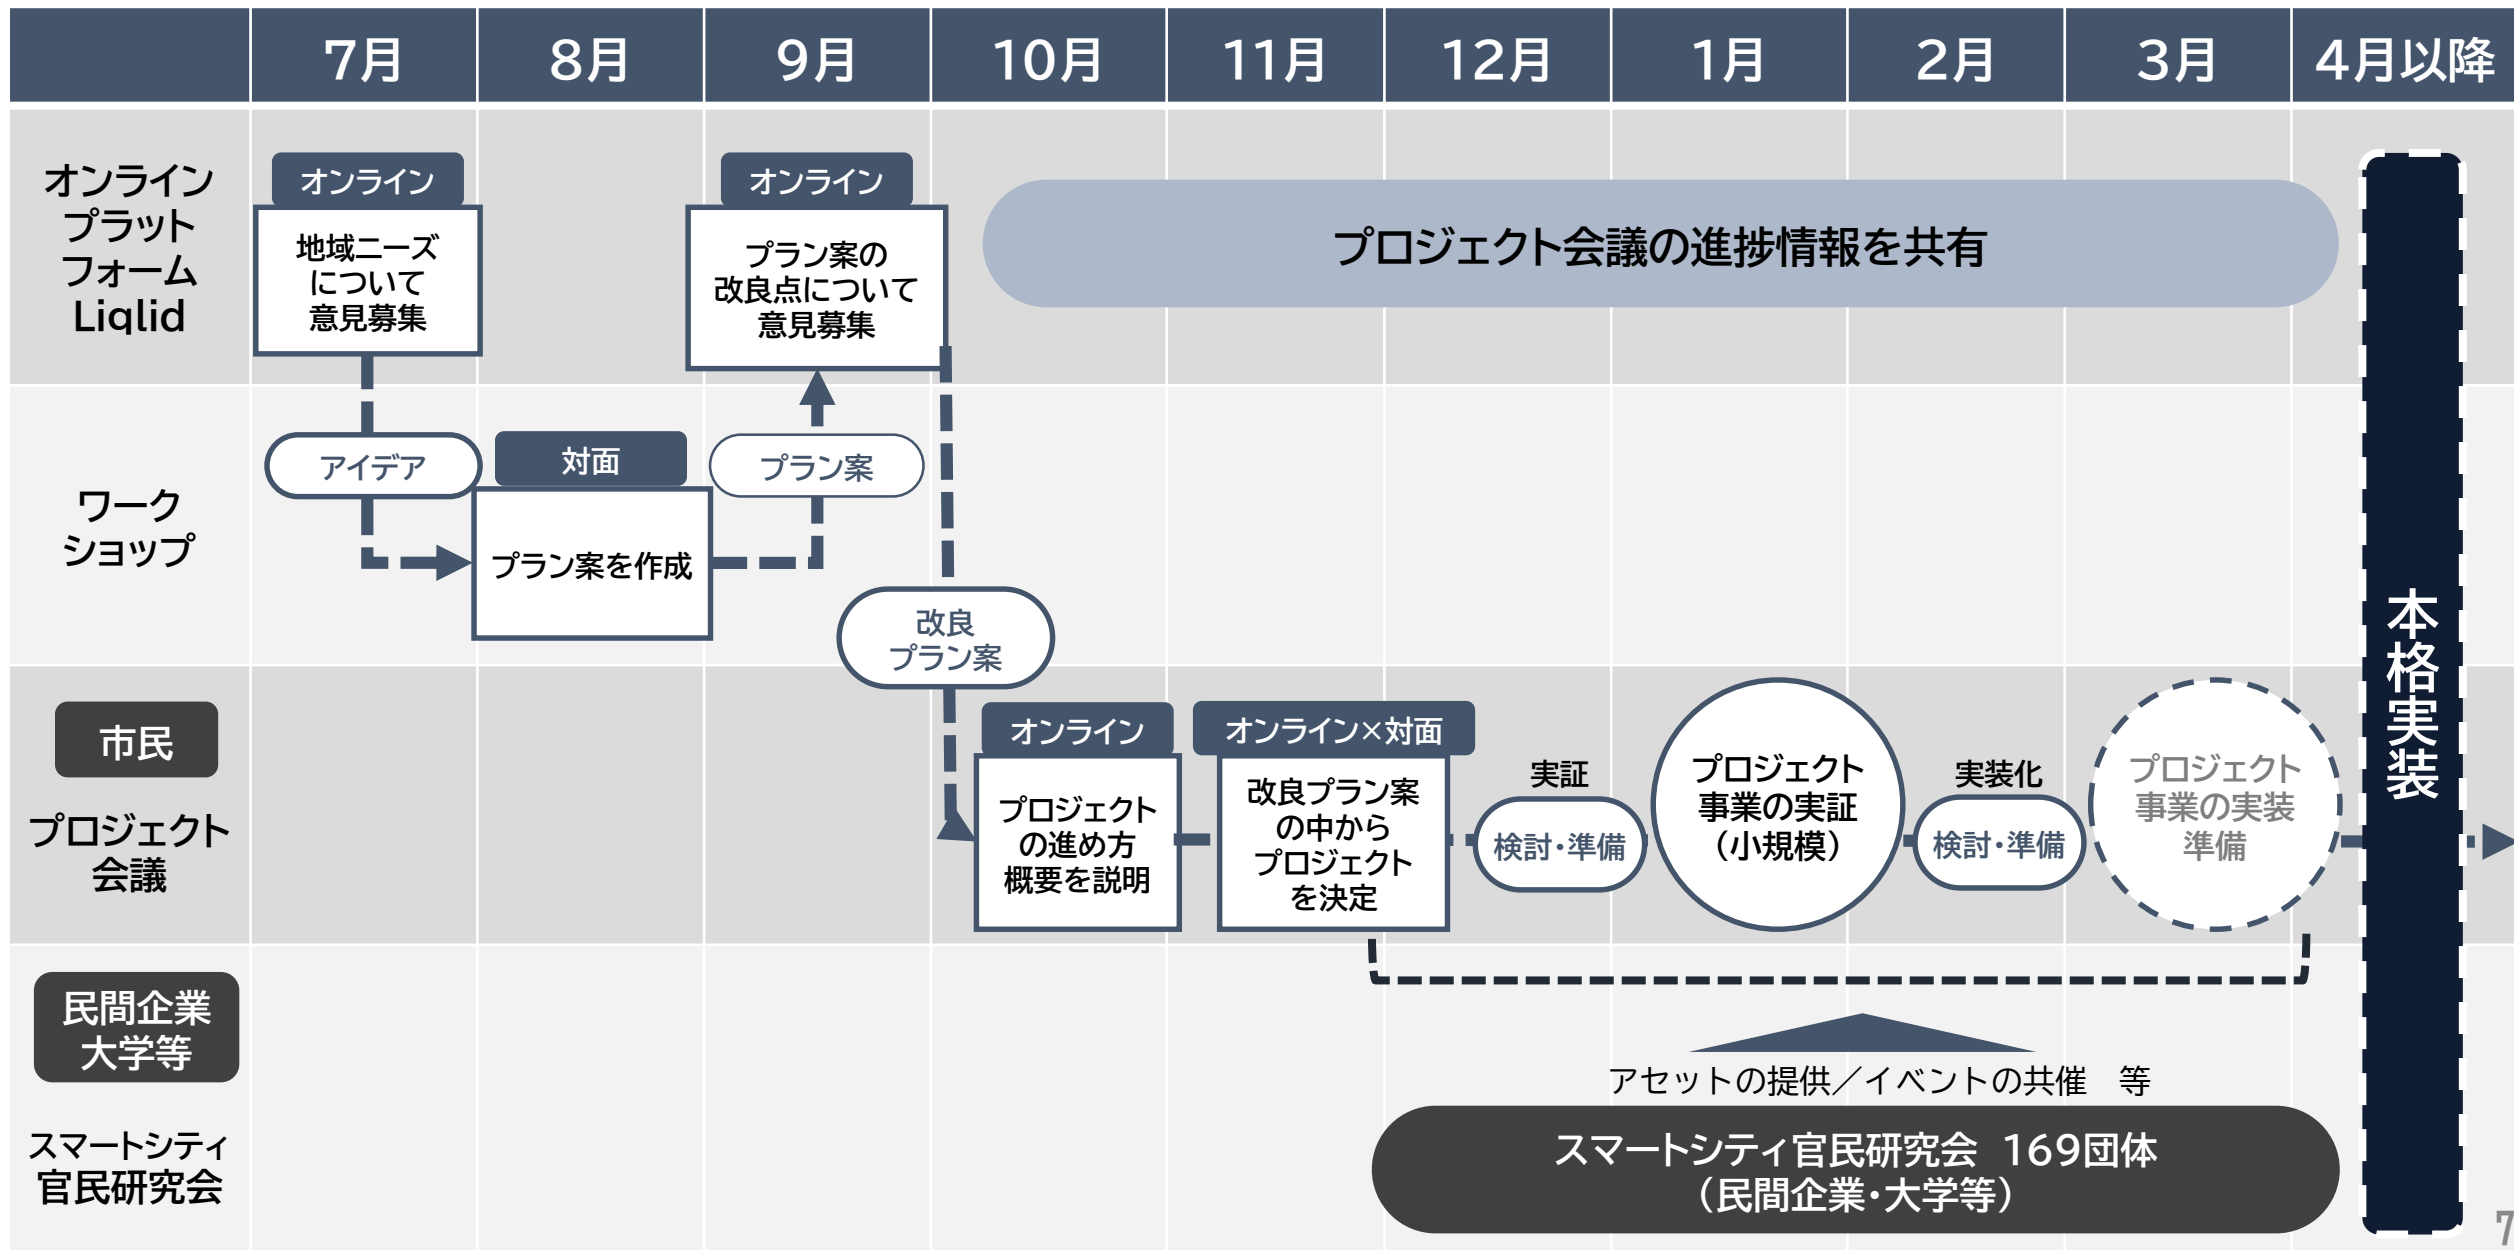 7月
8月
9月
10月
11月
12月
1月
2月
3月
4月以降
オンライン
プラット
フォーム
Liqlid
オンライン
地域ニーズ
について
意見募集
オンライン
プラン案の
改良点について
意見募集
プロジェクト会議の進捗情報を共有
ワーク
ショップ
アイデア
対面
プラン案を作成
プラン案
改良
プラン案
市民
プロジェクト
会議
オンライン
プロジェクト
の進め方
概要を説明
オンライン×対面
改良プラン案
の中から
プロジェクト
を決定
実証
検討・準備
プロジェクト
事業の実証
（小規模）
実装化
検討・準備
プロジェクト
事業の実装
準備
本格実装
民間企業
大学等
スマートシティ
官民研究会
アセットの提供／イベントの共催　等
スマートシティ官民研究会　169団体
（民間企業・大学等）
7